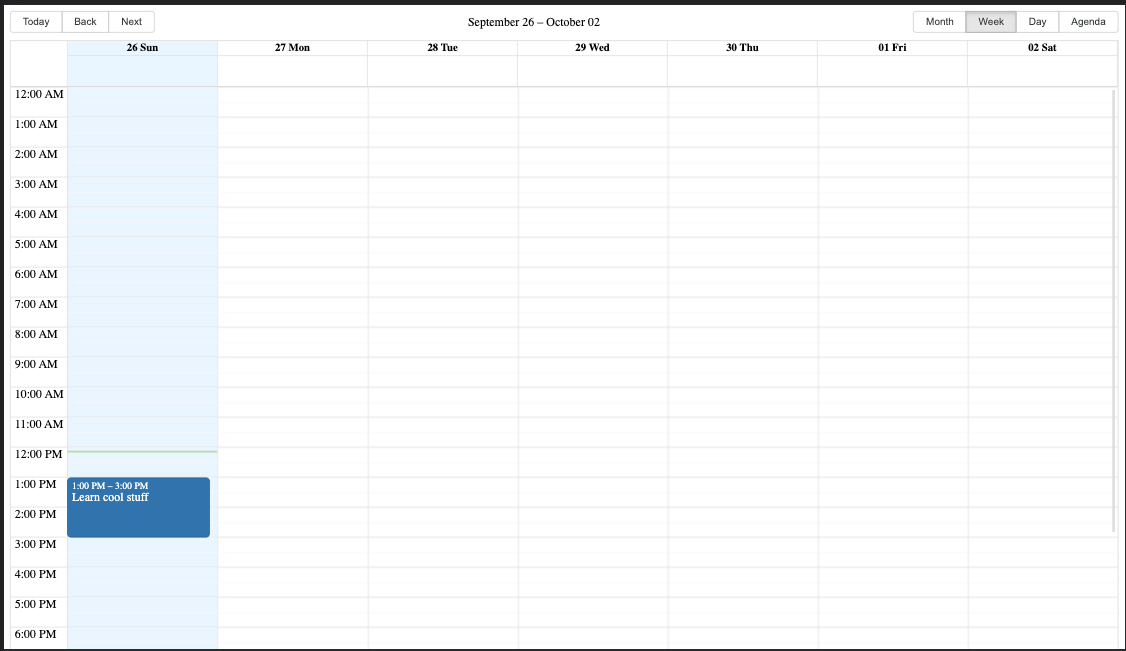 Today Back Next September 26 – October 02 Month Week Day Agenda
26 Sun 27 Mon 28 Tue 29 Wed 30 Thu 01 Fri 02 Sat
12:00 AM
1:00 AM
2:00 AM
3:00 AM
4:00 AM
5:00 AM
6:00 AM
7:00 AM
8:00 AM
9:00 AM
10:00 AM
11:00 AM
12:00 PM
1:00 PM 1:00 PM – 3:00 PM
Learn cool stuff
2:00 PM
3:00 PM
4:00 PM
5:00 PM
6:00 PM